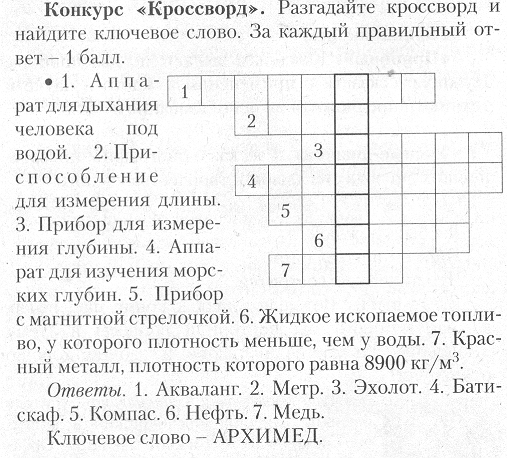 Конкурс «Кроссворд». Разгадайте кроссворд и
найдите ключевое слово. За каждый правильный от-
вет – 1 балл.
• 1. Аппа-
рат для дыхания
человека под
водой. 2. При-
способление
для измерения длины.
3. Прибор для измере-
ния глубины. 4. Аппа-
рат для изучения морс-
ких глубин. 5. Прибор
с магнитной стрелочкой. 6. Жидкое ископаемое топли-
во, у которого плотность меньше, чем у воды. 7. Крас-
ный металл, плотность которого равна 8900 кг/м³.
Ответы. 1. Акваланг. 2. Метр. 3. Эхолот. 4. Бати-
скаф. 5. Компас. 6. Нефть. 7. Медь.
Ключевое слово – АРХИМЕД.
1
2
3
4
5
6
7